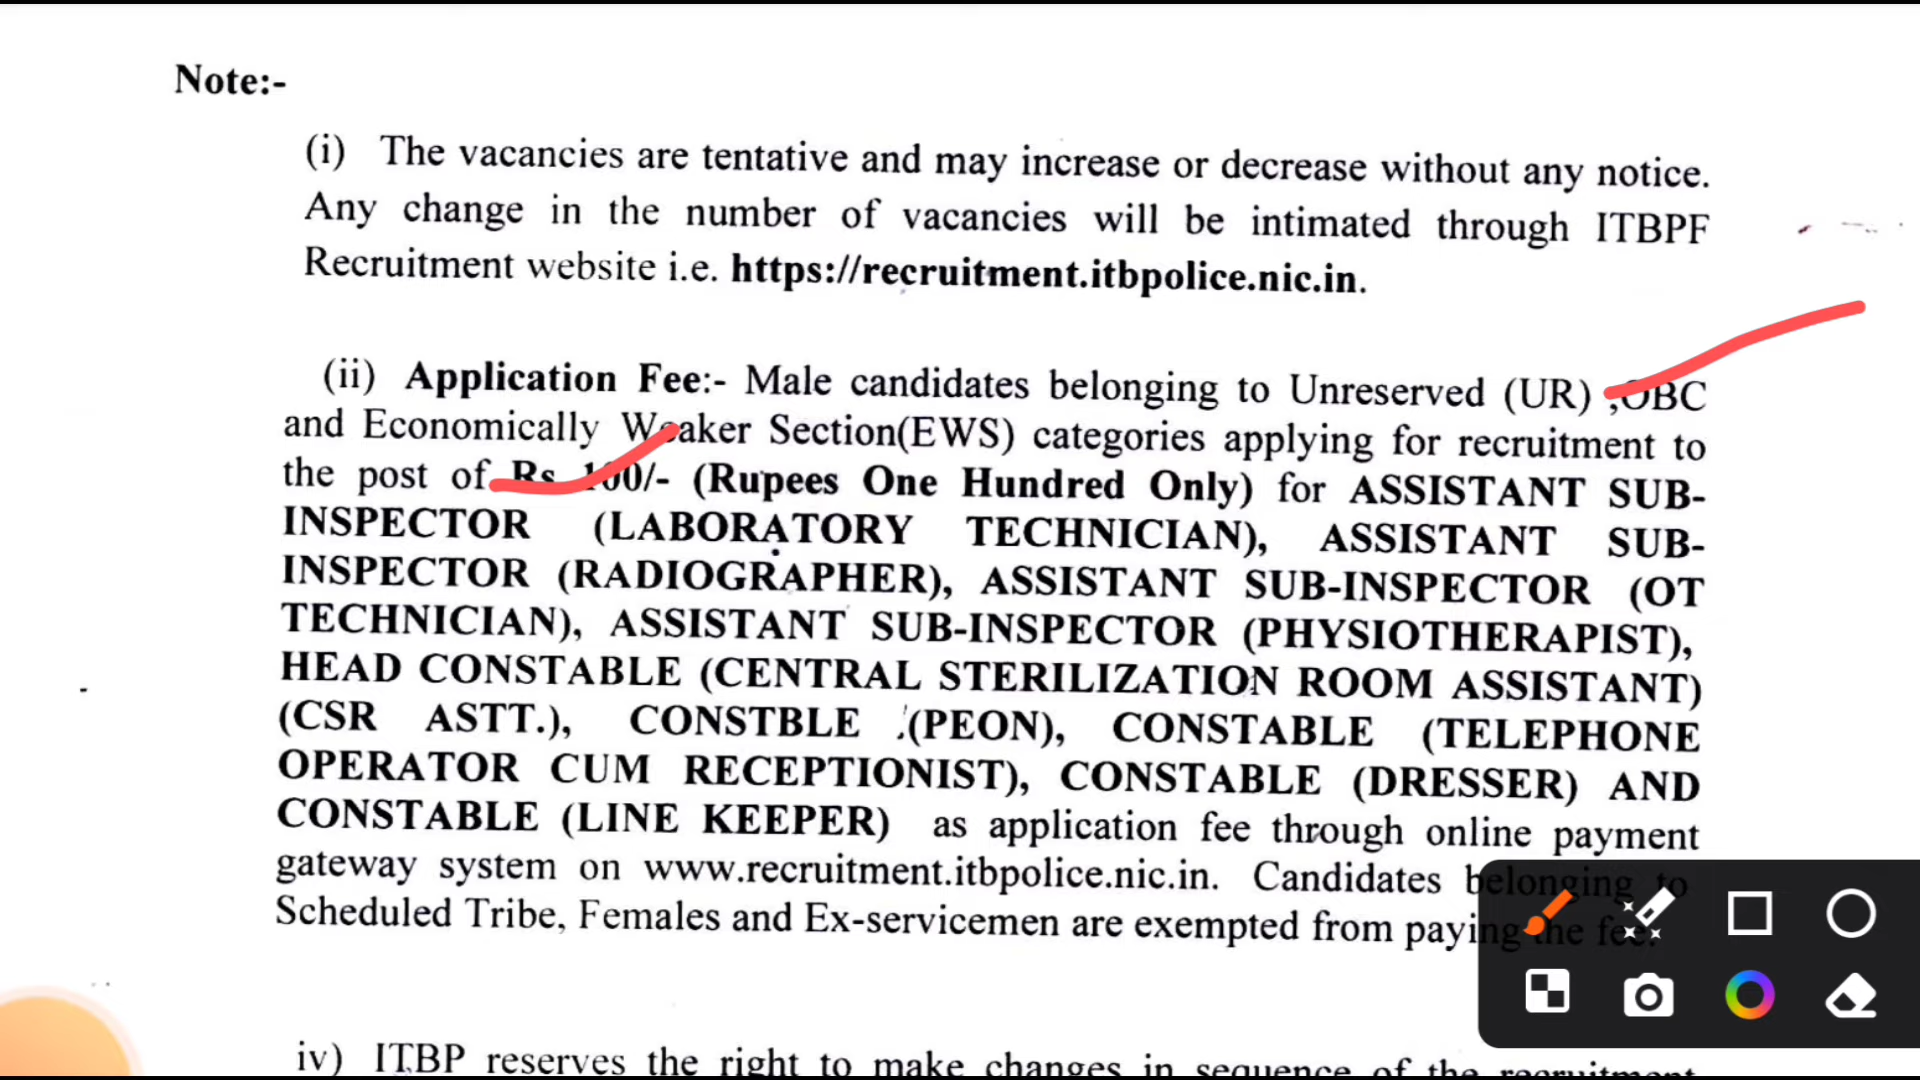 Note:-
(i) The vacancies are tentative and may increase or decrease without any notice.
Any change in the number of vacancies will be intimated through ITBPF
Recruitment website i.e. https://recruitment.itbpolice.nic.in.
(ii) Application Fee:- Male candidates belonging to Unreserved (UR) ,OBC
and Economically Weaker Section(EWS) categories applying for recruitment to
the post of Rs 100/- (Rupees One Hundred Only) for ASSISTANT SUB-
INSPECTOR (LABORATORY TECHNICIAN), ASSISTANT SUB-
INSPECTOR (RADIOGRAPHER), ASSISTANT SUB-INSPECTOR (OT
TECHNICIAN), ASSISTANT SUB-INSPECTOR (PHYSIOTHERAPIST),
HEAD CONSTABLE (CENTRAL STERILIZATION ROOM ASSISTANT)
(CSR ASTT.), CONSTBLE (PEON), CONSTABLE (TELEPHONE
OPERATOR CUM RECEPTIONIST), CONSTABLE (DRESSER) AND
CONSTABLE (LINE KEEPER) as application fee through online payment
gateway system on www.recruitment.itbpolice.nic.in. Candidates belonging to
Scheduled Tribe, Females and Ex-servicemen are exempted from paying the fee.
iv) ITBP reserves the right to make changes in sequence of the recruitment